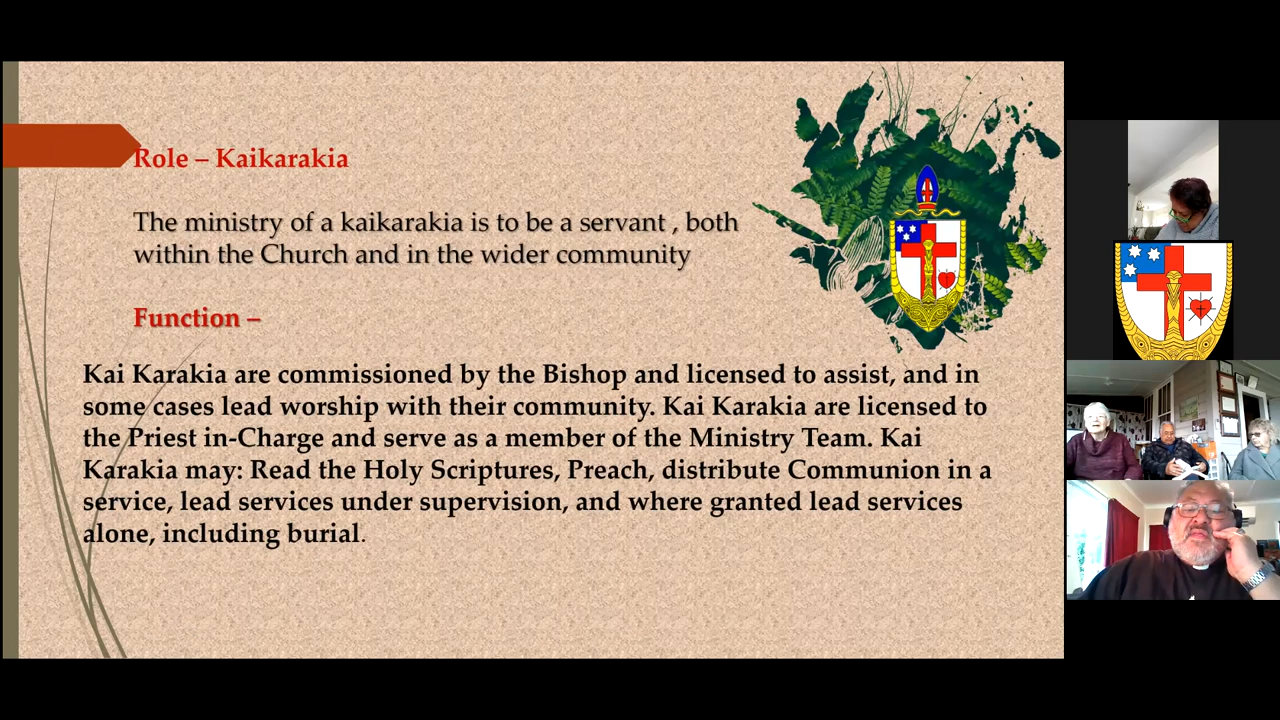 Role – Kaikarakia
The ministry of a kaikarakia is to be a servant , both
within the Church and in the wider community
Function –
Kai Karakia are commissioned by the Bishop and licensed to assist, and in
some cases lead worship with their community. Kai Karakia are licensed to
the Priest in-Charge and serve as a member of the Ministry Team. Kai
Karakia may: Read the Holy Scriptures, Preach, distribute Communion in a
service, lead services under supervision, and where granted lead services
alone, including burial.